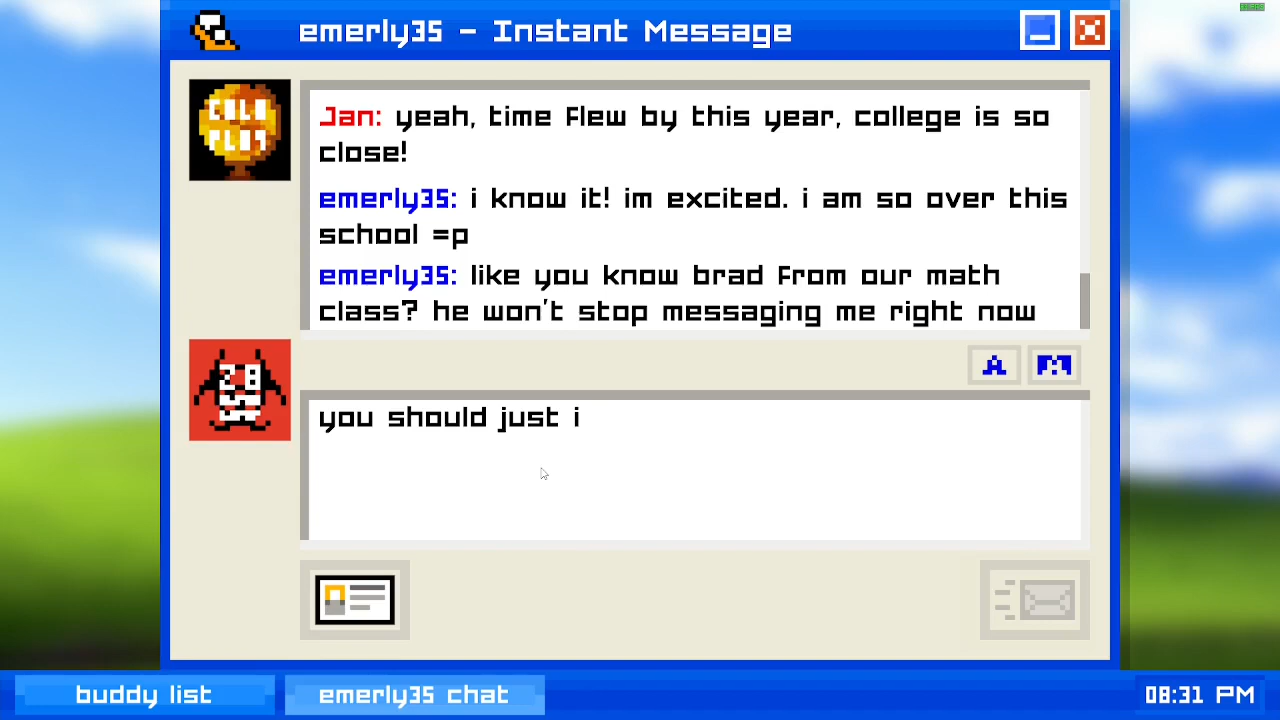 emerly35 - Instant Message
COLD
PLAY
Jan: yeah, time flew by this year, college is so
close!
emerly35: i know it! im excited. i am so over this
school =p
emerly35: like you know brad from our math
class? he won't stop messaging me right now
A
you should just i
buddy list
emerly35 chat
08:31 PM